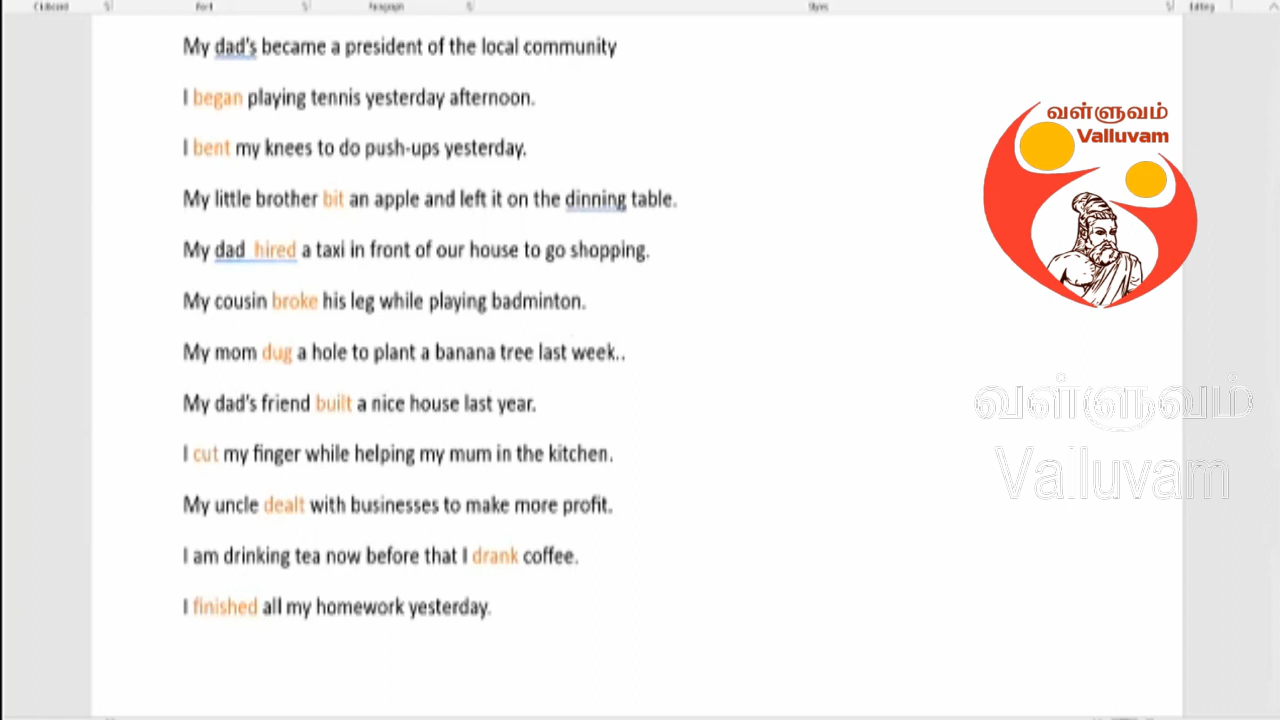 Clipboard Font Paragraph Styles Editing
My dad's became a president of the local community
I began playing tennis yesterday afternoon.
I bent my knees to do push-ups yesterday.
My little brother bit an apple and left it on the dinning table.
My dad hired a taxi in front of our house to go shopping.
My cousin broke his leg while playing badminton.
My mom dug a hole to plant a banana tree last week..
My dad's friend built a nice house last year.
I cut my finger while helping my mum in the kitchen.
My uncle dealt with businesses to make more profit.
I am drinking tea now before that I drank coffee.
I finished all my homework yesterday.
வள்ளுவம்
Valluvam
வள்ளுவம்
Valluvam